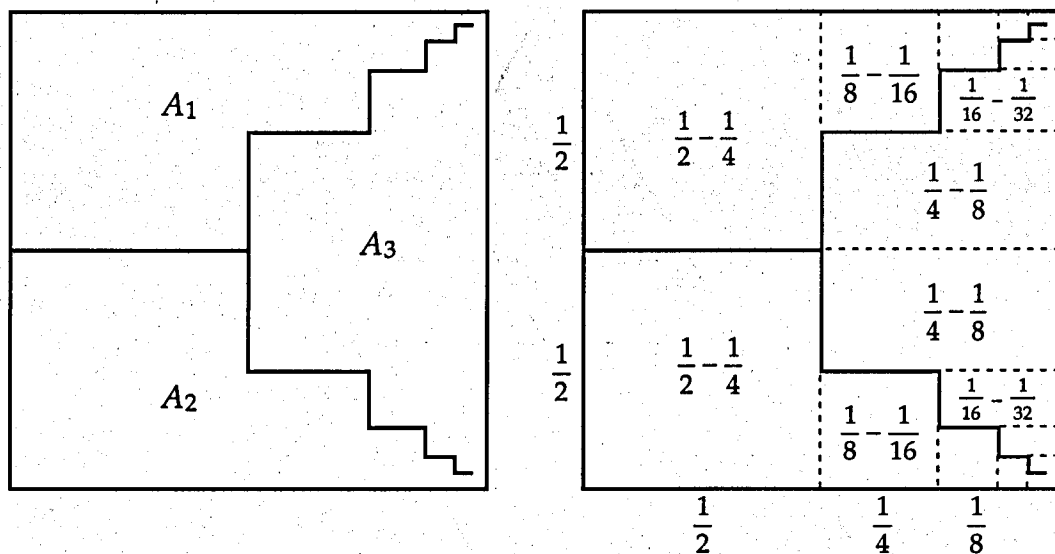 A₁
A₂
A₃
1/2
1/2
1/2 − 1/4
1/8 − 1/16
1/16 − 1/32
1/4 − 1/8
1/4 − 1/8
1/2 − 1/4
1/16 − 1/32
1/8 − 1/16
1/2 1/4 1/8